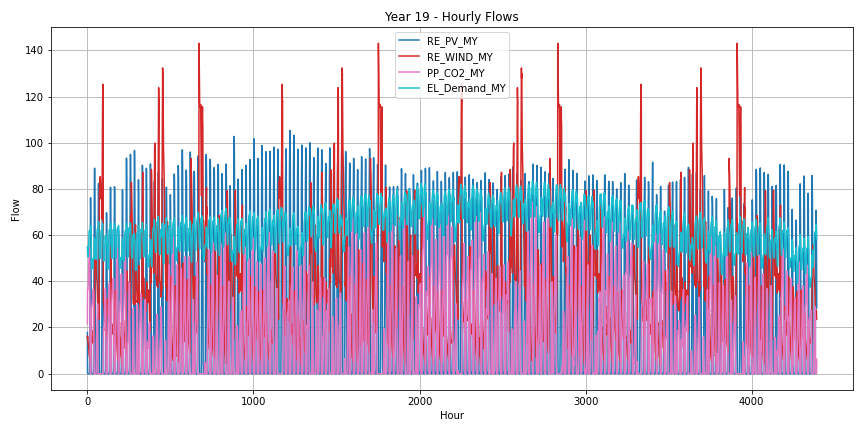 Year 19 - Hourly Flows
RE_PV_MY
RE_WIND_MY
PP_CO2_MY
EL_Demand_MY
140
120
100
80
60
40
20
0
Flow
0 1000 2000 3000 4000
Hour